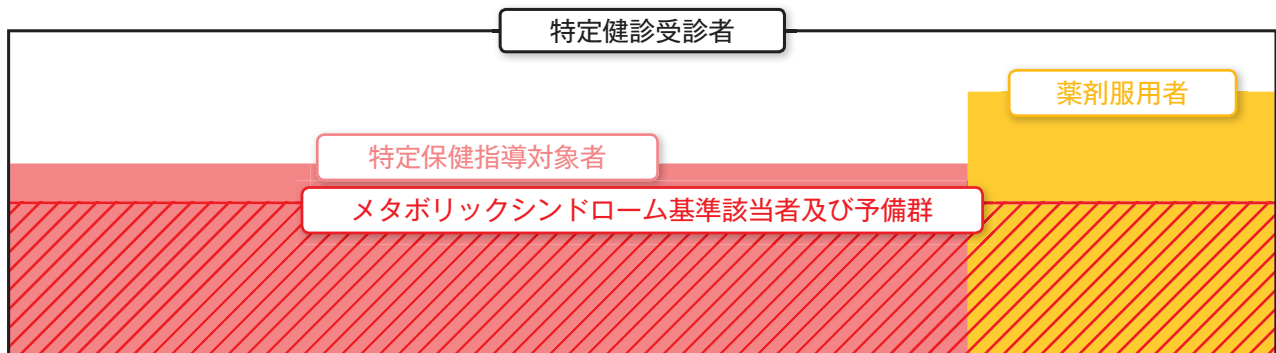 特定健診受診者
薬剤服用者
特定保健指導対象者
メタボリックシンドローム基準該当者及び予備群